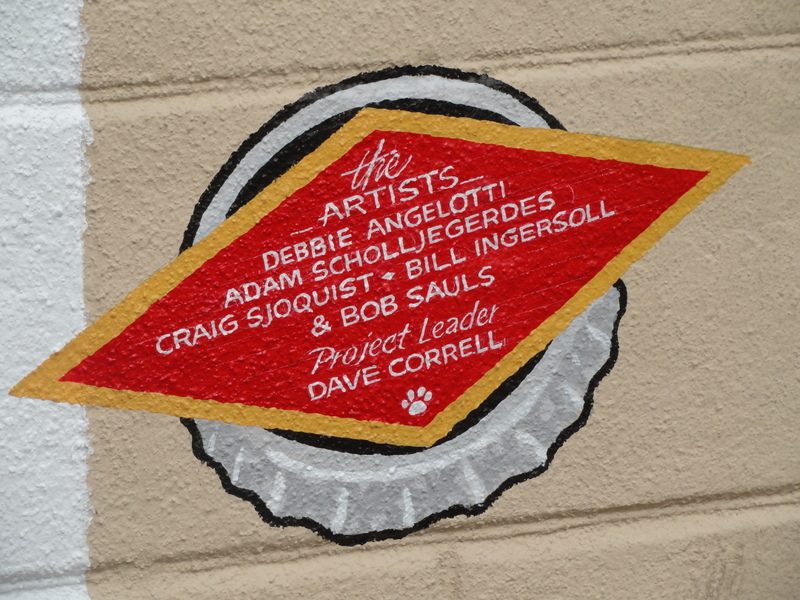 the
ARTISTS
DEBBIE ANGELOTTI
ADAM SCHOLLJEGERDES
CRAIG SJOQUIST • BILL INGERSOLL
& BOB SAULS
Project Leader
DAVE CORRELL